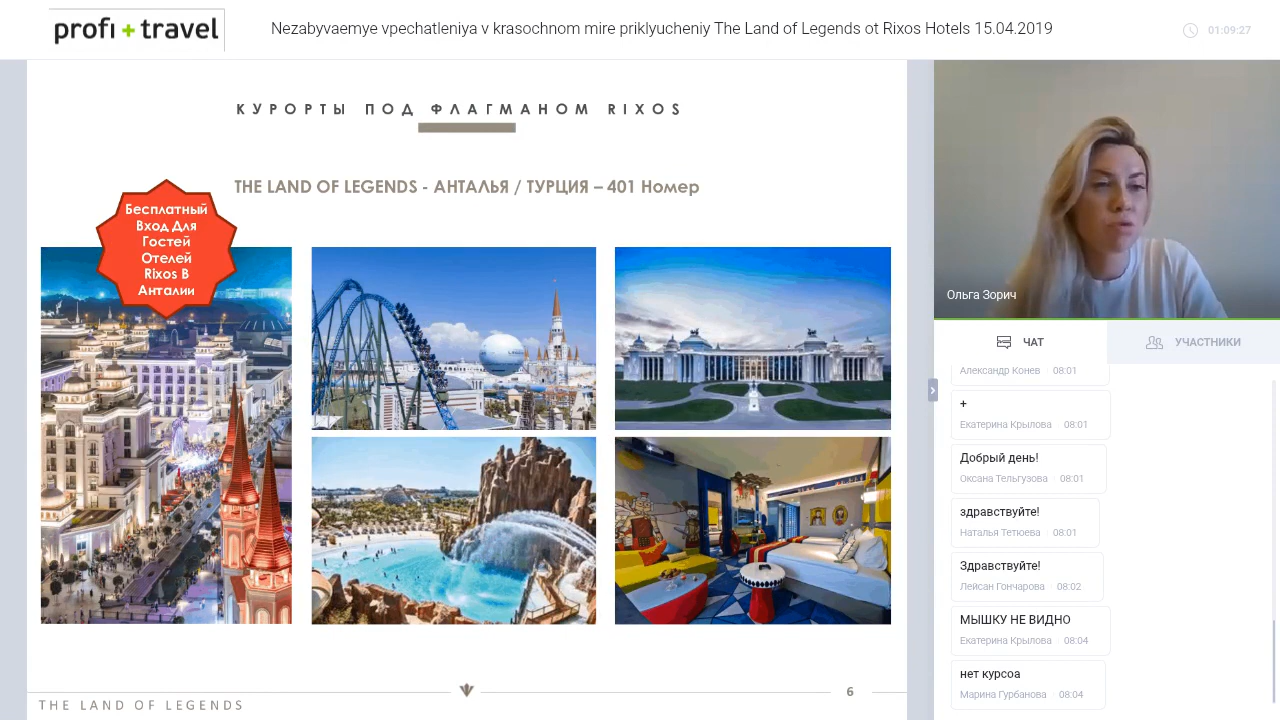 profi + travel
Nezabyvaemye vpechatleniya v krasochnom mire priklyucheniy The Land of Legends ot Rixos Hotels 15.04.2019
01:09:27
КУРОРТЫ ПОД ФЛАГМАНОМ RIXOS
THE LAND OF LEGENDS - АНТАЛЬЯ / ТУРЦИЯ – 401 Номер
Бесплатный
Вход Для
Гостей
Отелей
Rixos В
Анталии
THE LAND OF LEGENDS
6
Ольга Зорич
ЧАТ
УЧАСТНИКИ
Александр Конев 08:01
+
Екатерина Крылова 08:01
Добрый день!
Оксана Тельгузова 08:01
здравствуйте!
Наталья Тетюева 08:01
Здравствуйте!
Лейсан Гончарова 08:02
МЫШКУ НЕ ВИДНО
Екатерина Крылова 08:04
нет курсоа
Марина Гурбанова 08:04